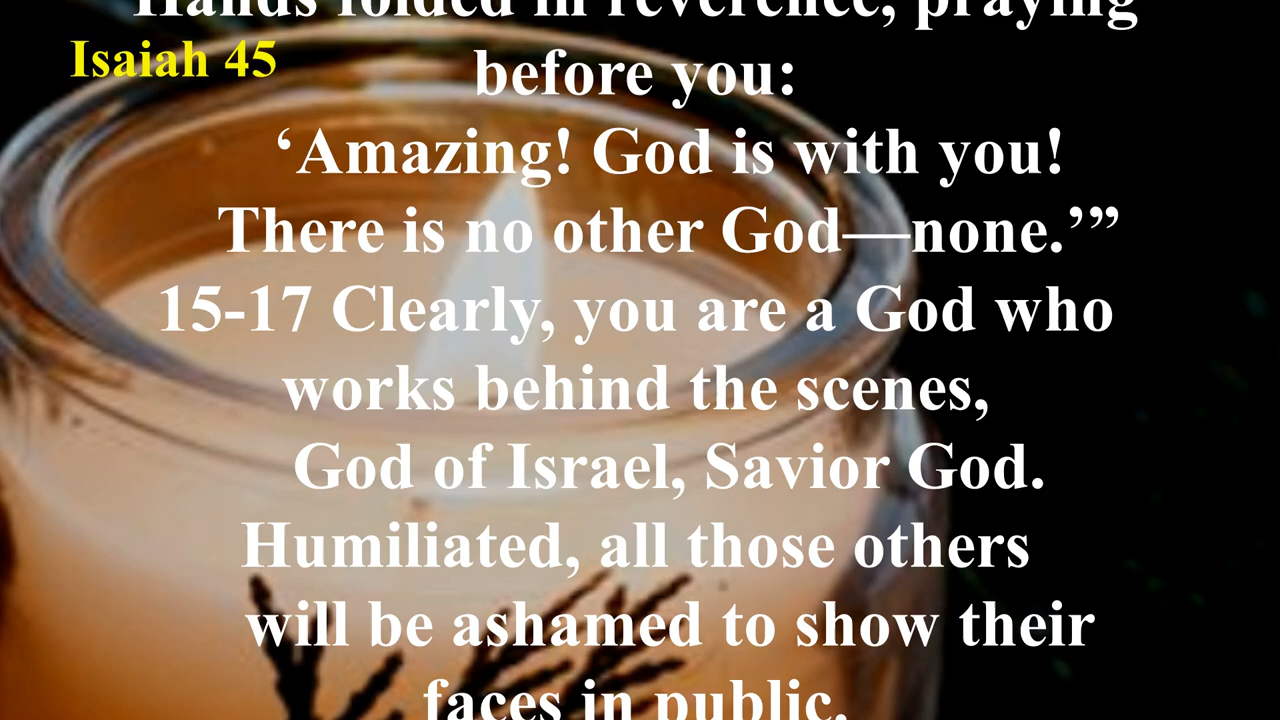 Hands folded in reverence, praying
Isaiah 45
before you:
‘Amazing! God is with you!
There is no other God—none.’”
15-17 Clearly, you are a God who
works behind the scenes,
God of Israel, Savior God.
Humiliated, all those others
will be ashamed to show their
faces in public.